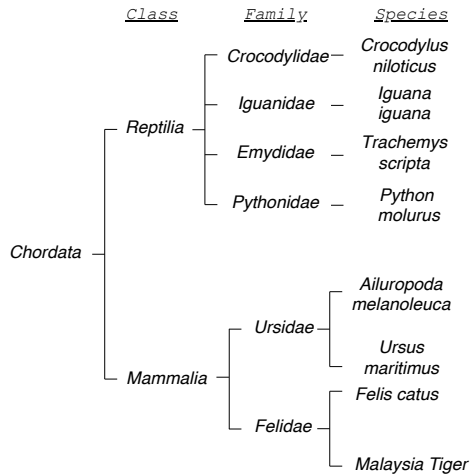 Class Family Species
Crocodylidae Crocodylus
niloticus
Iguanidae Iguana
iguana
Reptilia
Emydidae Trachemys
scripta
Pythonidae Python
molurus
Chordata
Ailuropoda
melanoleuca
Ursidae
Ursus
maritimus
Mammalia
Felis catus
Felidae
Malaysia Tiger